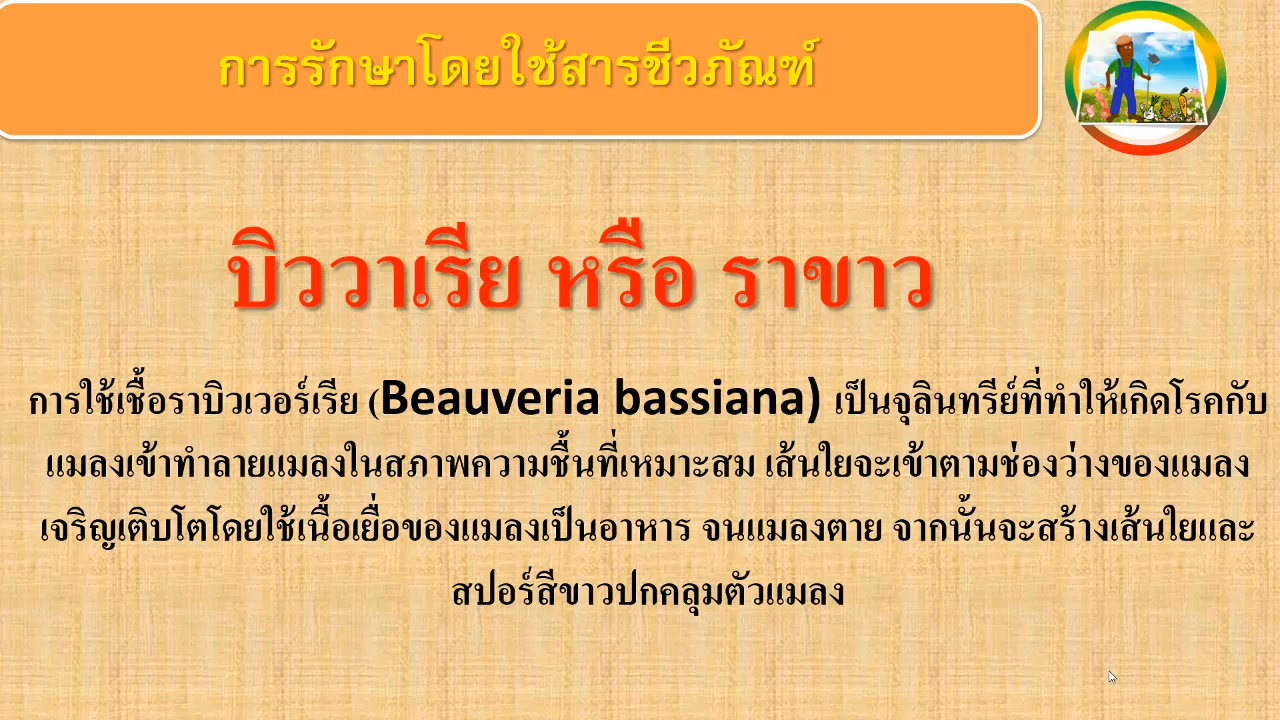 การรักษาโดยใช้สารชีวภัณฑ์
บิววาเรีย หรือ ราขาว
การใช้เชื้อราบิวเวอร์เรีย (Beauveria bassiana) เป็นจุลินทรีย์ที่ทำให้เกิดโรคกับ
แมลงเข้าทำลายแมลงในสภาพความชื้นที่เหมาะสม เส้นใยจะเข้าตามช่องว่างของแมลง
เจริญเติบโตโดยใช้เนื้อเยื่อของแมลงเป็นอาหาร จนแมลงตาย จากนั้นจะสร้างเส้นใยและ
สปอร์สีขาวปกคลุมตัวแมลง